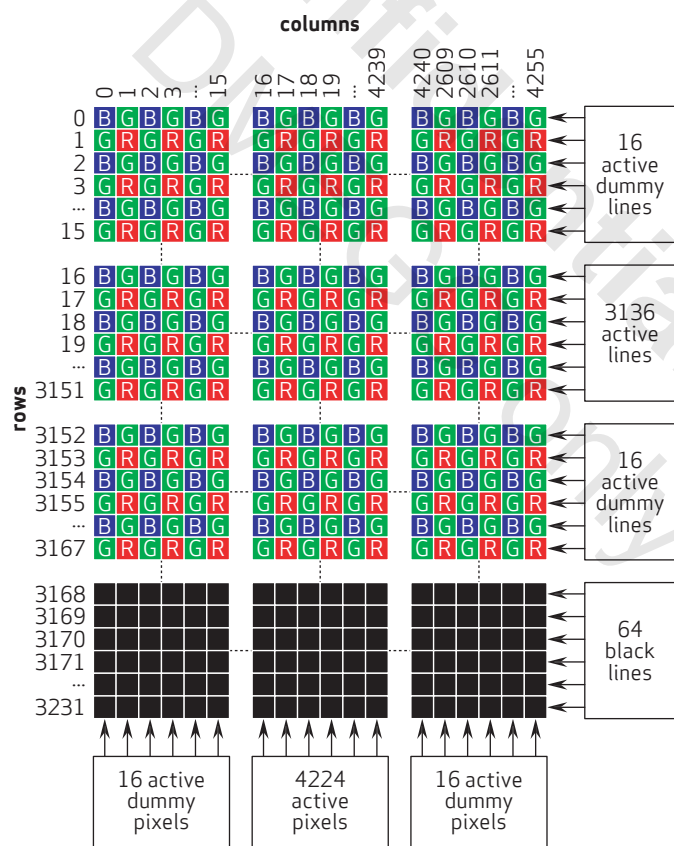 columns
0 1 2 3 ... 15 16 17 18 19 ... 4239 4240 2609 2610 2611 ... 4255
rows
0 B G B G B G B G B G B G B G B G B G
1 G R G R G R G R G R G R G R G R G R
2 B G B G B G B G B G B G B G B G B G
3 G R G R G R G R G R G R G R G R G R
... B G B G B G B G B G B G B G B G B G
15 G R G R G R G R G R G R G R G R G R
16
active
dummy
lines
16 B G B G B G B G B G B G B G B G B G
17 G R G R G R G R G R G R G R G R G R
18 B G B G B G B G B G B G B G B G B G
19 G R G R G R G R G R G R G R G R G R
... B G B G B G B G B G B G B G B G B G
3151 G R G R G R G R G R G R G R G R G R
3136
active
lines
3152 B G B G B G B G B G B G B G B G B G
3153 G R G R G R G R G R G R G R G R G R
3154 B G B G B G B G B G B G B G B G B G
3155 G R G R G R G R G R G R G R G R G R
... B G B G B G B G B G B G B G B G B G
3167 G R G R G R G R G R G R G R G R G R
16
active
dummy
lines
3168
3169
3170
3171
...
3231
64
black
lines
16 active
dummy
pixels
4224
active
pixels
16 active
dummy
pixels
only